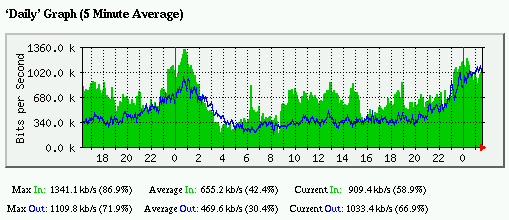 ‘Daily’ Graph (5 Minute Average)
1360.0 k
1020.0 k
680.0 k
340.0 k
0.0 k
Bits per Second
18 20 22 0 2 4 6 8 10 12 14 16 18 20 22 0
Max In: 1341.1 kb/s (86.9%) Average In: 655.2 kb/s (42.4%) Current In: 909.4 kb/s (58.9%)
Max Out: 1109.8 kb/s (71.9%) Average Out: 469.6 kb/s (30.4%) Current Out: 1033.4 kb/s (66.9%)